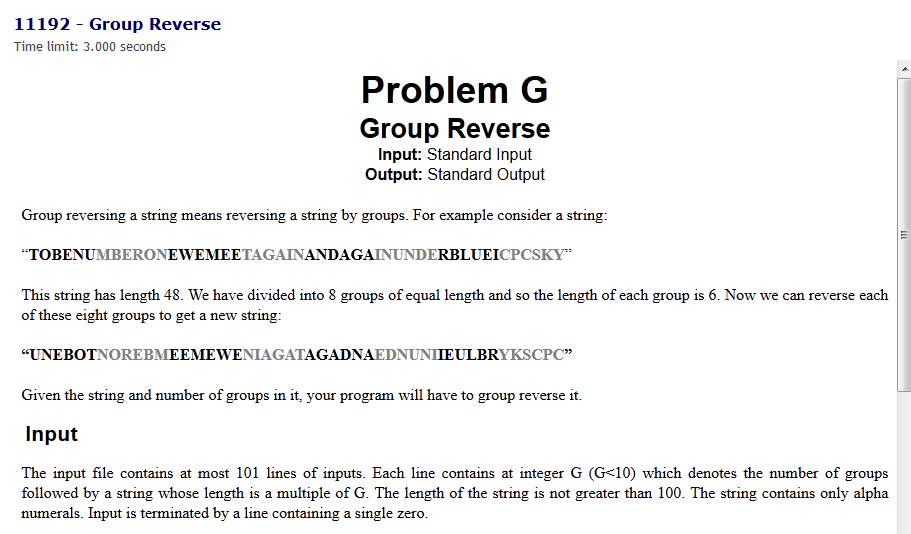 11192 - Group Reverse
Time limit: 3.000 seconds
Problem G
Group Reverse
Input: Standard Input
Output: Standard Output
Group reversing a string means reversing a string by groups. For example consider a string:
“TOBENUMBERONEWEMEETAGAINANDAGAINUNDERBLUEICPCSKY”
This string has length 48. We have divided into 8 groups of equal length and so the length of each group is 6. Now we can reverse each
of these eight groups to get a new string:
“UNEBOTNOREBMEEMEWENIAGATAGADNAEDNUNIIEULBRYKSCPC”
Given the string and number of groups in it, your program will have to group reverse it.
Input
The input file contains at most 101 lines of inputs. Each line contains at integer G (G<10) which denotes the number of groups
followed by a string whose length is a multiple of G. The length of the string is not greater than 100. The string contains only alpha
numerals. Input is terminated by a line containing a single zero.